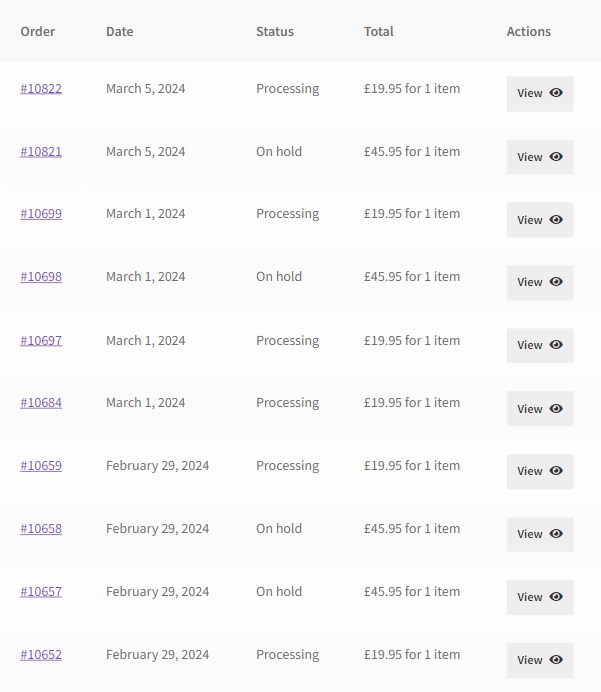 Order Date Status Total Actions
#10822 March 5, 2024 Processing £19.95 for 1 item View
#10821 March 5, 2024 On hold £45.95 for 1 item View
#10699 March 1, 2024 Processing £19.95 for 1 item View
#10698 March 1, 2024 On hold £45.95 for 1 item View
#10697 March 1, 2024 Processing £19.95 for 1 item View
#10684 March 1, 2024 Processing £19.95 for 1 item View
#10659 February 29, 2024 Processing £19.95 for 1 item View
#10658 February 29, 2024 On hold £45.95 for 1 item View
#10657 February 29, 2024 On hold £45.95 for 1 item View
#10652 February 29, 2024 Processing £19.95 for 1 item View